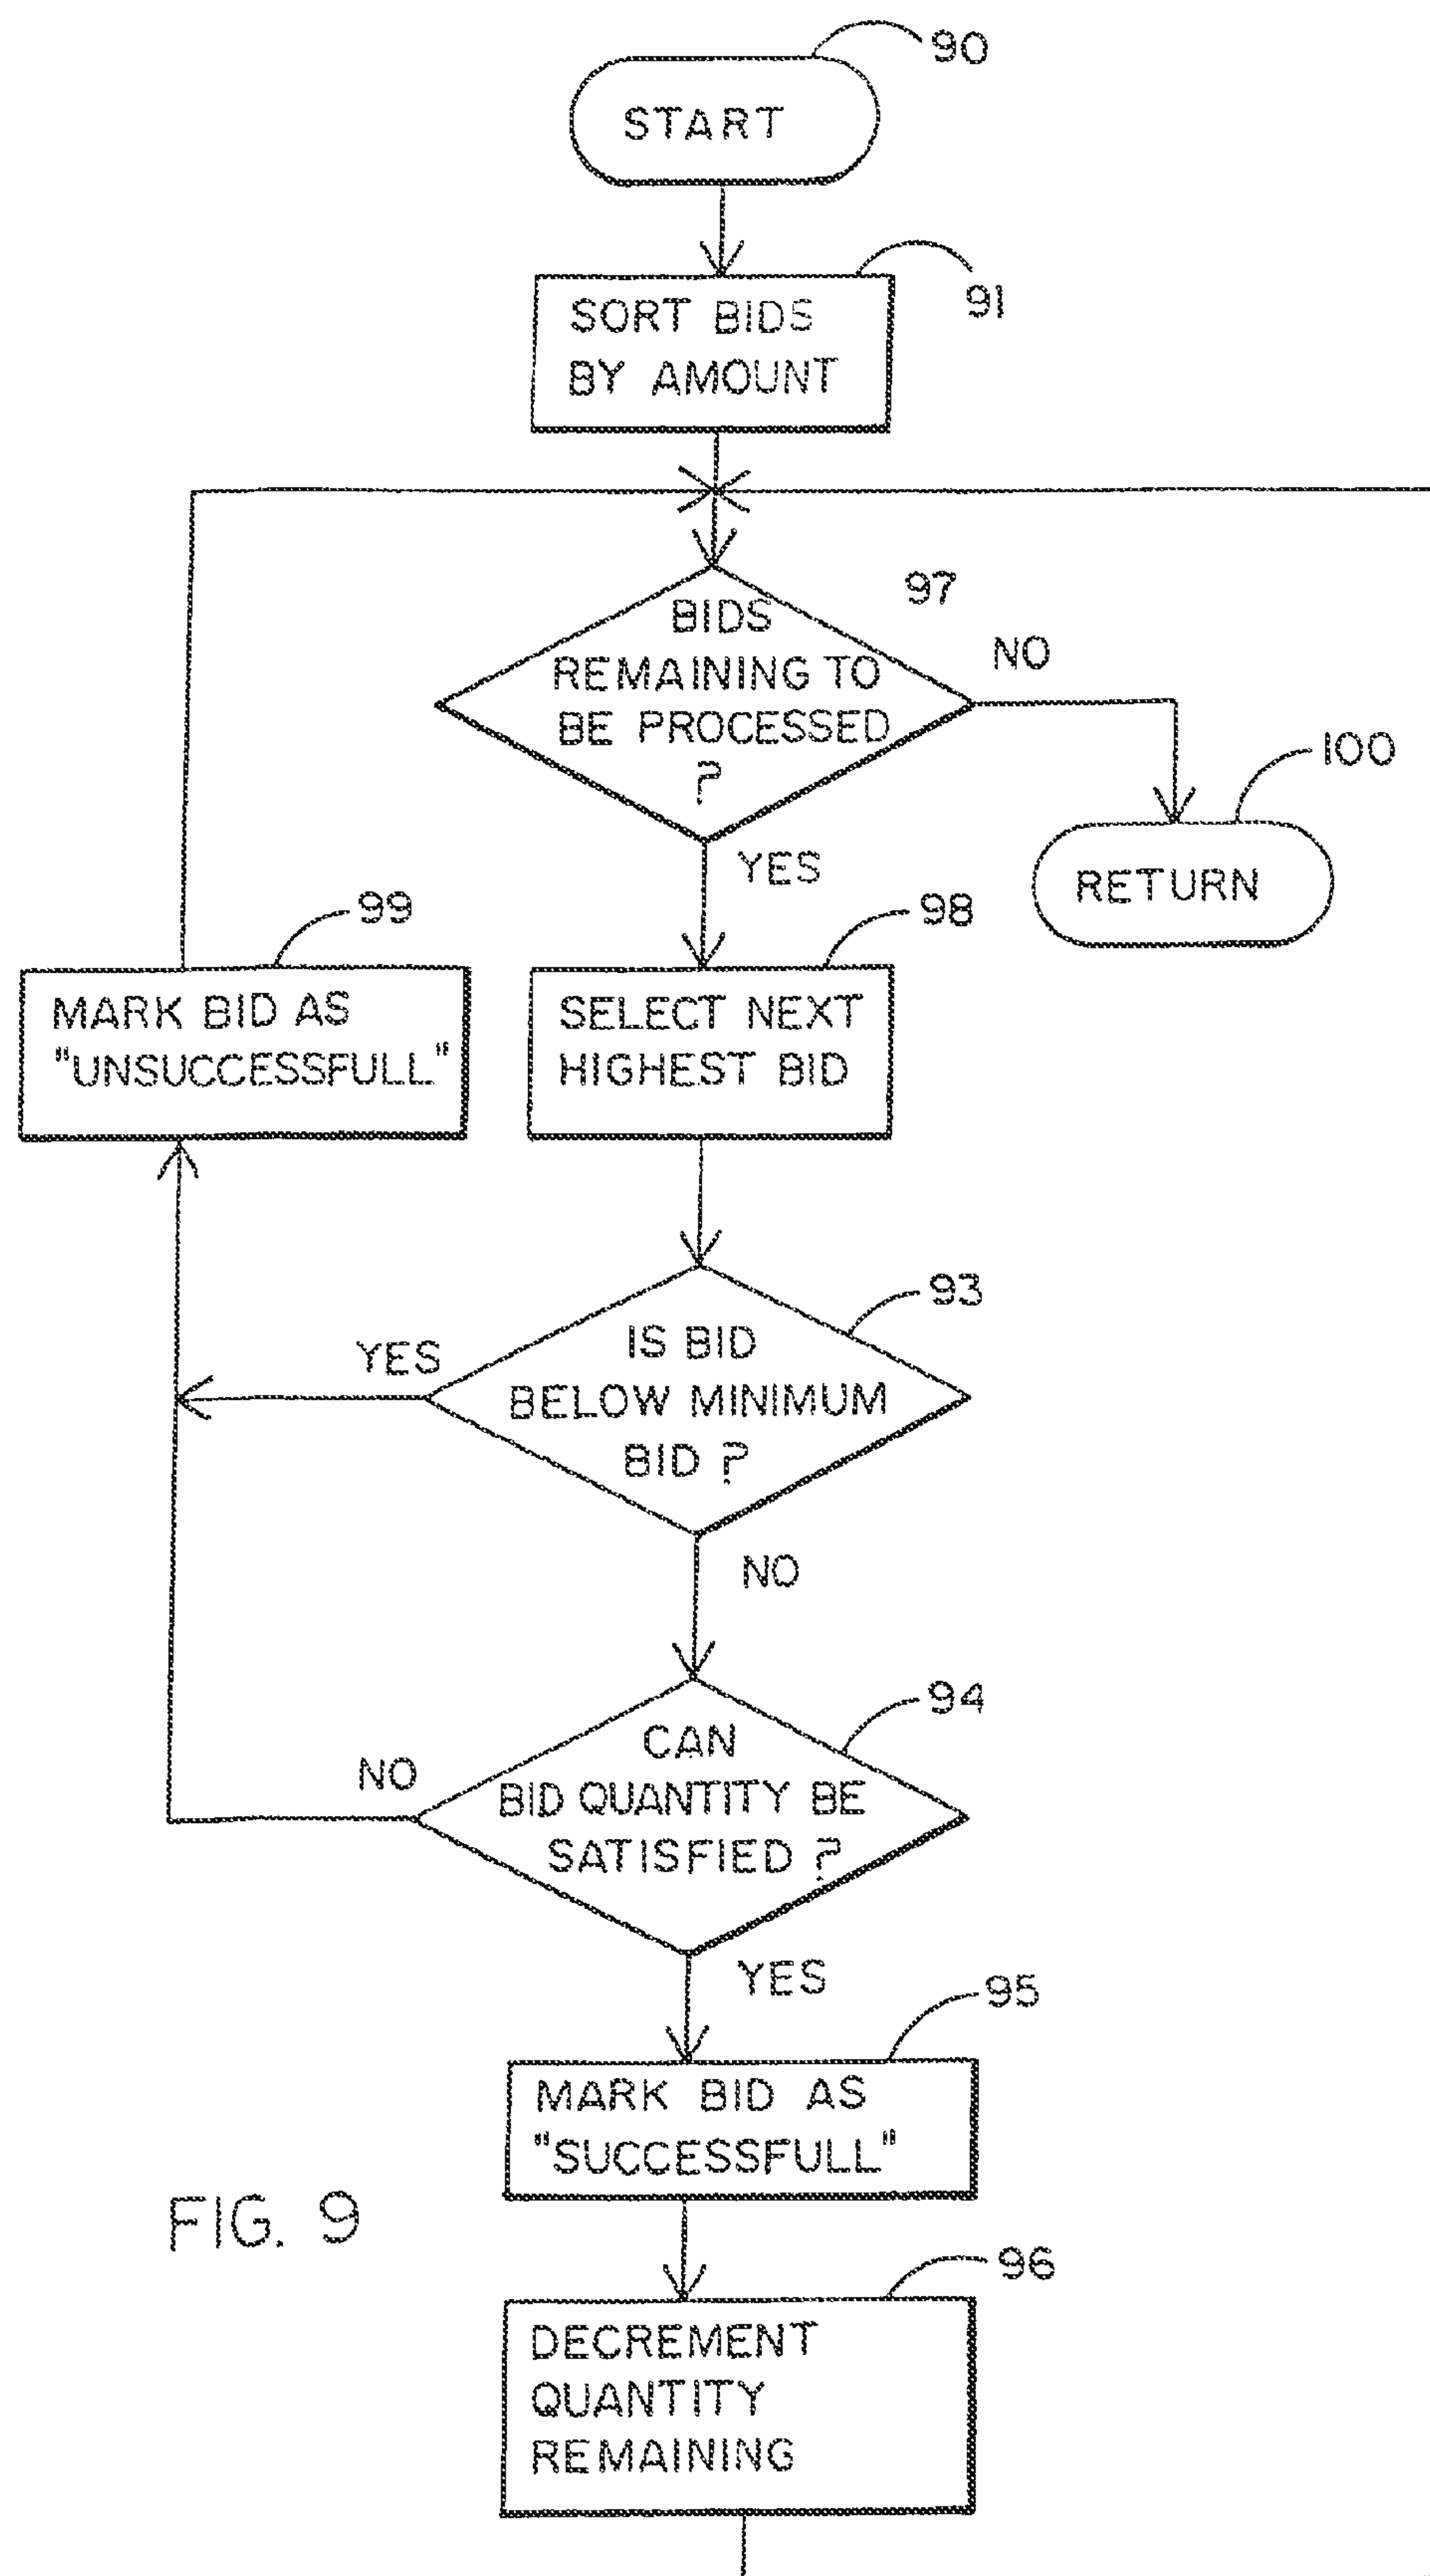 90
START
91
SORT BIDS
BY AMOUNT
97
BIDS
REMAINING TO
BE PROCESSED
?
NO
100
RETURN
YES
99
MARK BID AS
"UNSUCCESSFULL"
98
SELECT NEXT
HIGHEST BID
93
IS BID
BELOW MINIMUM
BID ?
YES
NO
94
CAN
BID QUANTITY BE
SATISFIED ?
NO
YES
95
MARK BID AS
"SUCCESSFULL"
FIG. 9
96
DECREMENT
QUANTITY
REMAINING